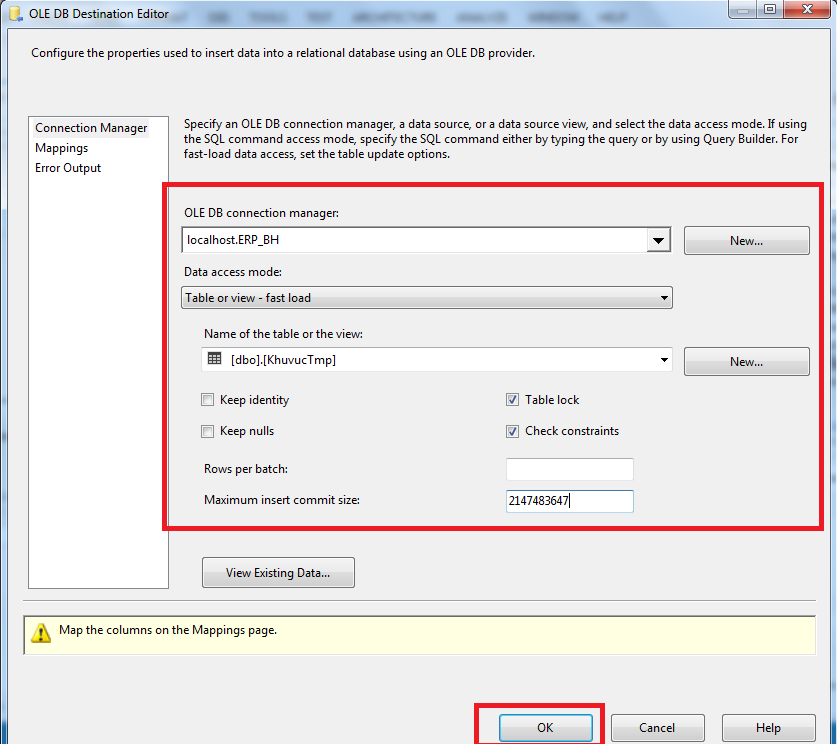 OLE DB Destination Editor
TOOLS TEST ARCHITECTURE ANALYZE WINDOW HELP
Configure the properties used to insert data into a relational database using an OLE DB provider.
Connection Manager
Mappings
Error Output
Specify an OLE DB connection manager, a data source, or a data source view, and select the data access mode. If using
the SQL command access mode, specify the SQL command either by typing the query or by using Query Builder. For
fast-load data access, set the table update options.
OLE DB connection manager:
localhost.ERP_BH
New...
Data access mode:
Table or view - fast load
Name of the table or the view:
[dbo].[KhuvucTmp]
New...
Keep identity
Table lock
Keep nulls
Check constraints
Rows per batch:
Maximum insert commit size:
2147483647
View Existing Data...
Map the columns on the Mappings page.
OK
Cancel
Help